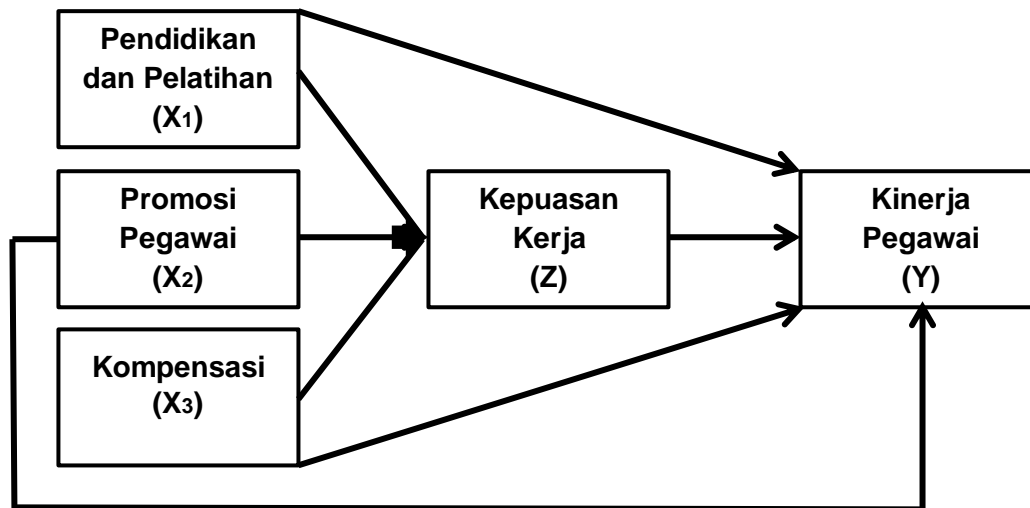 Pendidikan
dan Pelatihan
(X1)
Promosi
Pegawai
(X2)
Kompensasi
(X3)
Kepuasan
Kerja
(Z)
Kinerja
Pegawai
(Y)